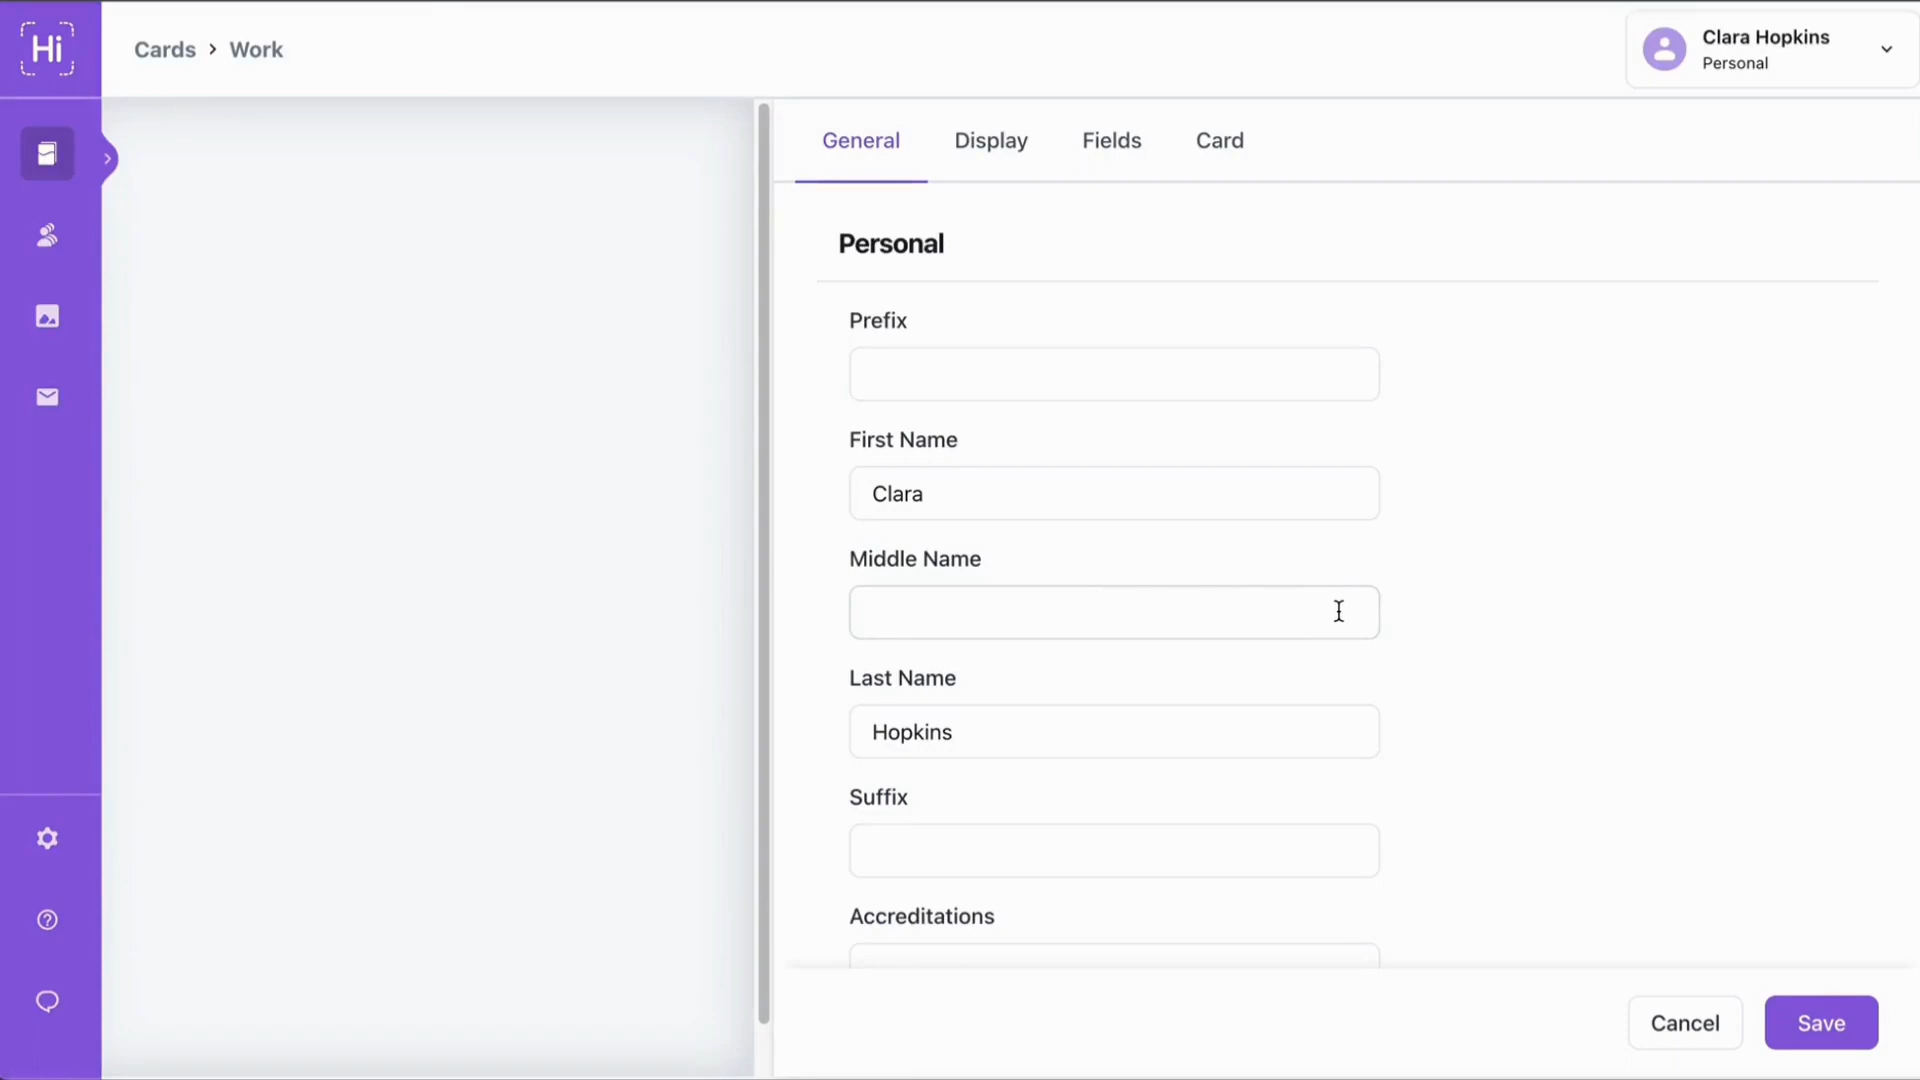 Hi
Cards > Work
Clara Hopkins
Personal
General Display Fields Card
Personal
Prefix
First Name
Clara
Middle Name
Last Name
Hopkins
Suffix
Accreditations
Cancel Save